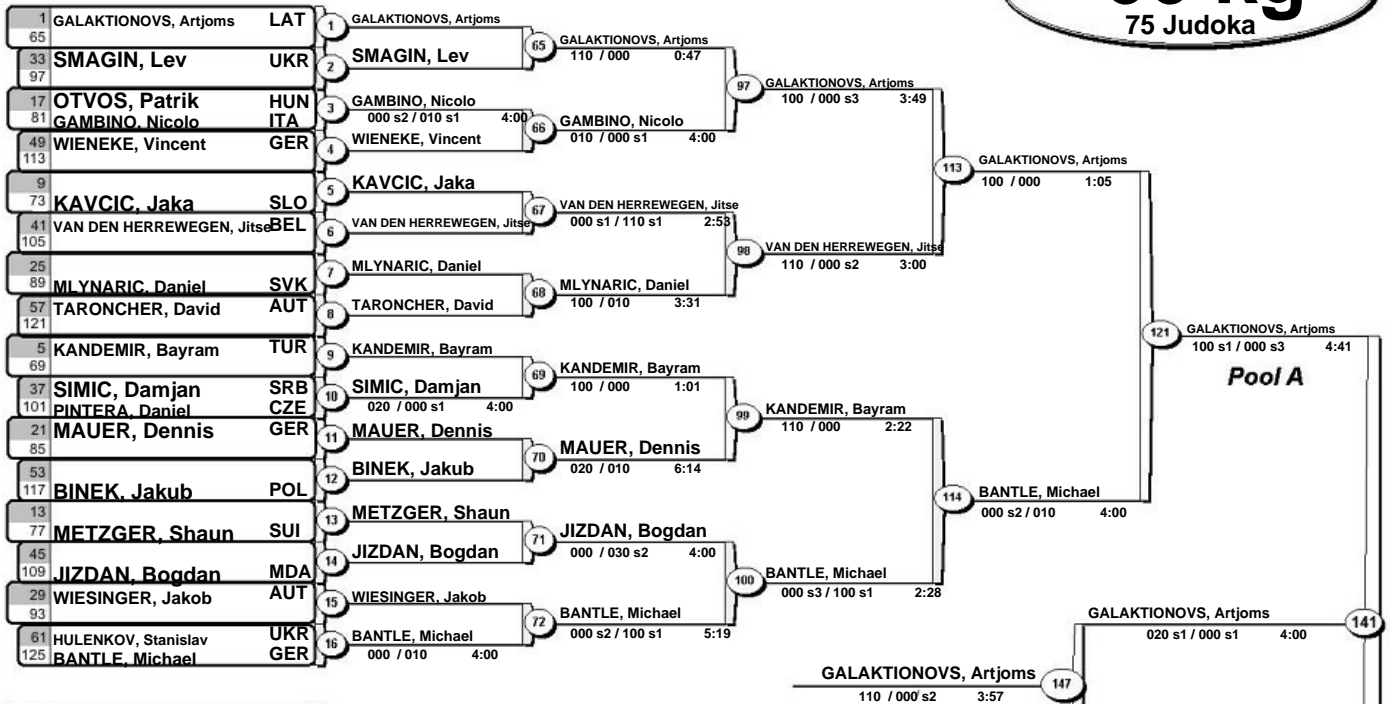 75 Judoka
1 GALAKTIONOVS, Artjoms LAT
65
33 SMAGIN, Lev UKR
97
17 OTVOS, Patrik HUN
81 GAMBINO, Nicolo ITA
49 WIENEKE, Vincent GER
113
9
73 KAVCIC, Jaka SLO
41 VAN DEN HERREWEGEN, Jitse BEL
105
25
89 MLYNARIC, Daniel SVK
57 TARONCHER, David AUT
121
5 KANDEMIR, Bayram TUR
69
37 SIMIC, Damjan SRB
101 PINTERA, Daniel CZE
21 MAUER, Dennis GER
85
53
117 BINEK, Jakub POL
13
77 METZGER, Shaun SUI
45
109 JIZDAN, Bogdan MDA
29 WIESINGER, Jakob AUT
93
61 HULENKOV, Stanislav UKR
125 BANTLE, Michael GER
1 GALAKTIONOVS, Artjoms
2 SMAGIN, Lev
3 GAMBINO, Nicolo
000 s2 / 010 s1 4:00
4 WIENEKE, Vincent
5 KAVCIC, Jaka
6 VAN DEN HERREWEGEN, Jitse
7 MLYNARIC, Daniel
8 TARONCHER, David
9 KANDEMIR, Bayram
10 SIMIC, Damjan
020 / 000 s1 4:00
11 MAUER, Dennis
12 BINEK, Jakub
13 METZGER, Shaun
14 JIZDAN, Bogdan
15 WIESINGER, Jakob
16 BANTLE, Michael
000 / 010 4:00
65 GALAKTIONOVS, Artjoms
110 / 000 0:47
66 GAMBINO, Nicolo
010 / 000 s1 4:00
67 VAN DEN HERREWEGEN, Jitse
000 s1 / 110 s1 2:53
68 MLYNARIC, Daniel
100 / 010 3:31
69 KANDEMIR, Bayram
100 / 000 1:01
70 MAUER, Dennis
020 / 010 6:14
71 JIZDAN, Bogdan
000 / 030 s2 4:00
72 BANTLE, Michael
000 s2 / 100 s1 5:19
97 GALAKTIONOVS, Artjoms
100 / 000 s3 3:49
98 VAN DEN HERREWEGEN, Jitse
110 / 000 s2 3:00
99 KANDEMIR, Bayram
110 / 000 2:22
100 BANTLE, Michael
000 s3 / 100 s1 2:28
113 GALAKTIONOVS, Artjoms
100 / 000 1:05
114 BANTLE, Michael
000 s2 / 010 4:00
121 GALAKTIONOVS, Artjoms
100 s1 / 000 s3 4:41
Pool A
GALAKTIONOVS, Artjoms 141
020 s1 / 000 s1 4:00
GALAKTIONOVS, Artjoms 147
110 / 000 s2 3:57